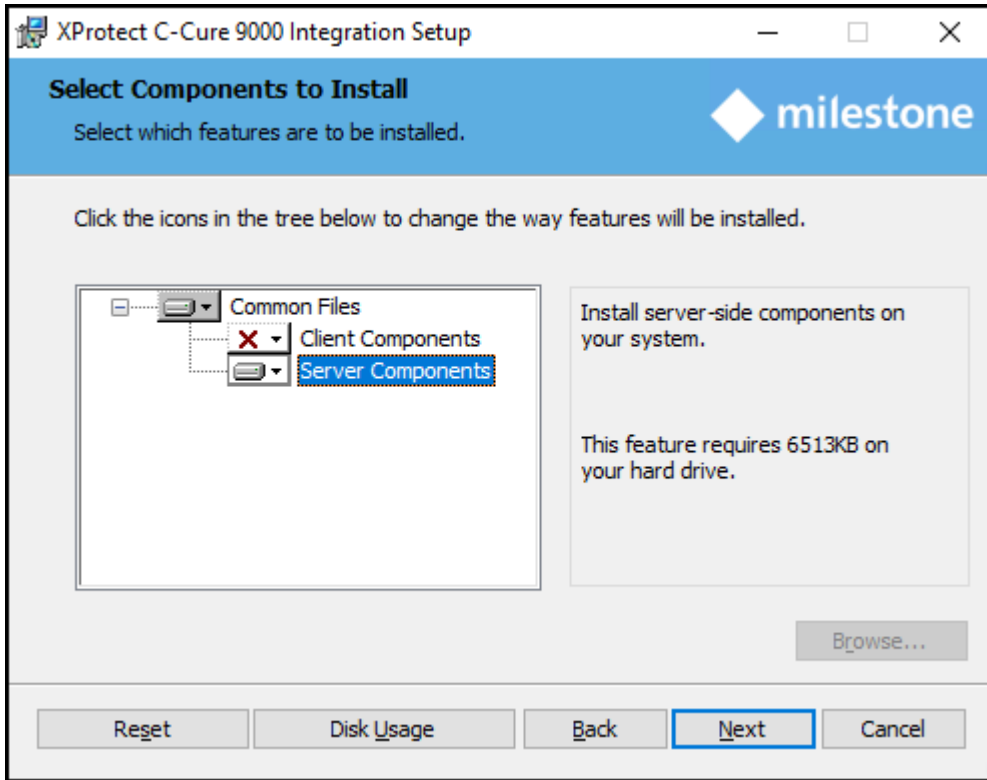 XProtect C-Cure 9000 Integration Setup
Select Components to Install
Select which features are to be installed.
milestone
Click the icons in the tree below to change the way features will be installed.
Common Files
Client Components
Server Components
Install server-side components on
your system.
This feature requires 6513KB on
your hard drive.
Browse...
Reset
Disk Usage
Back
Next
Cancel